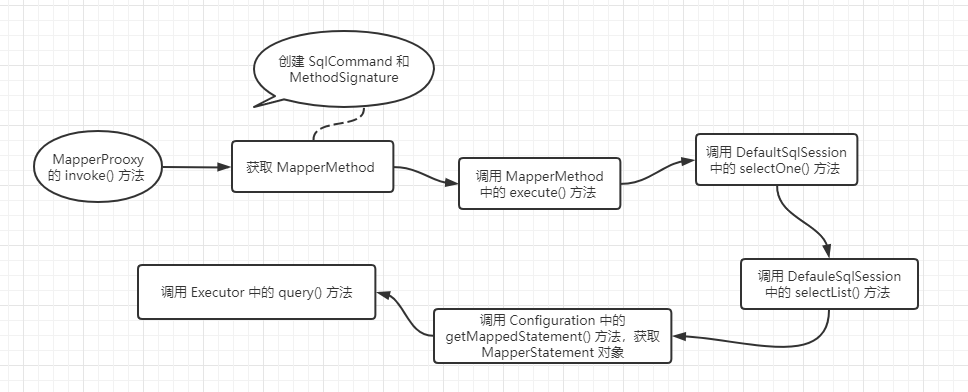 创建 SqlCommand 和
MethodSignature
MapperProoxy
的 invoke() 方法
获取 MapperMethod
调用 MapperMethod
中的 execute() 方法
调用 DefaultSqlSession
中的 selectOne() 方法
调用 DefauleSqlSession
中的 selectList() 方法
调用 Configuration 中的
getMappedStatement() 方法，获取
MapperStatement 对象
调用 Executor 中的 query() 方法